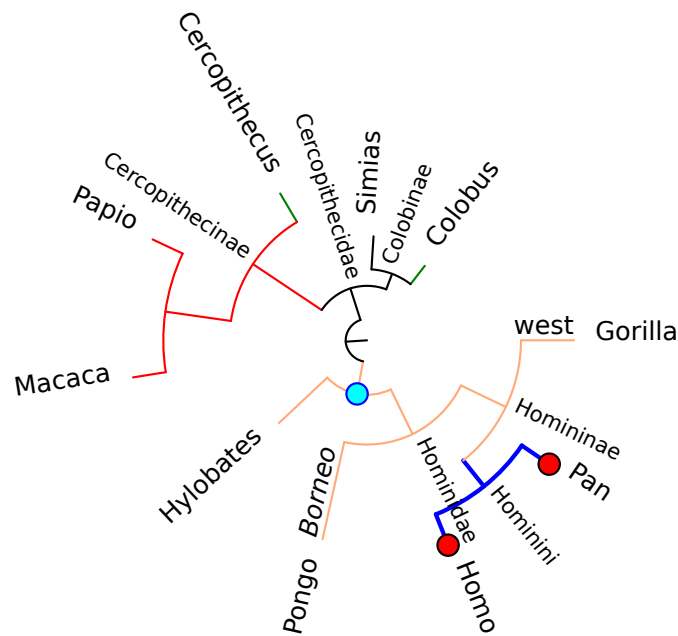 Cercopithecus
Cercopithecidae
Simias
Colobinae
Colobus
Cercopithecinae
Papio
Macaca
west
Gorilla
Homininae
Pan
Hominini
Hominidae
Homo
Borneo
Pongo
Hylobates